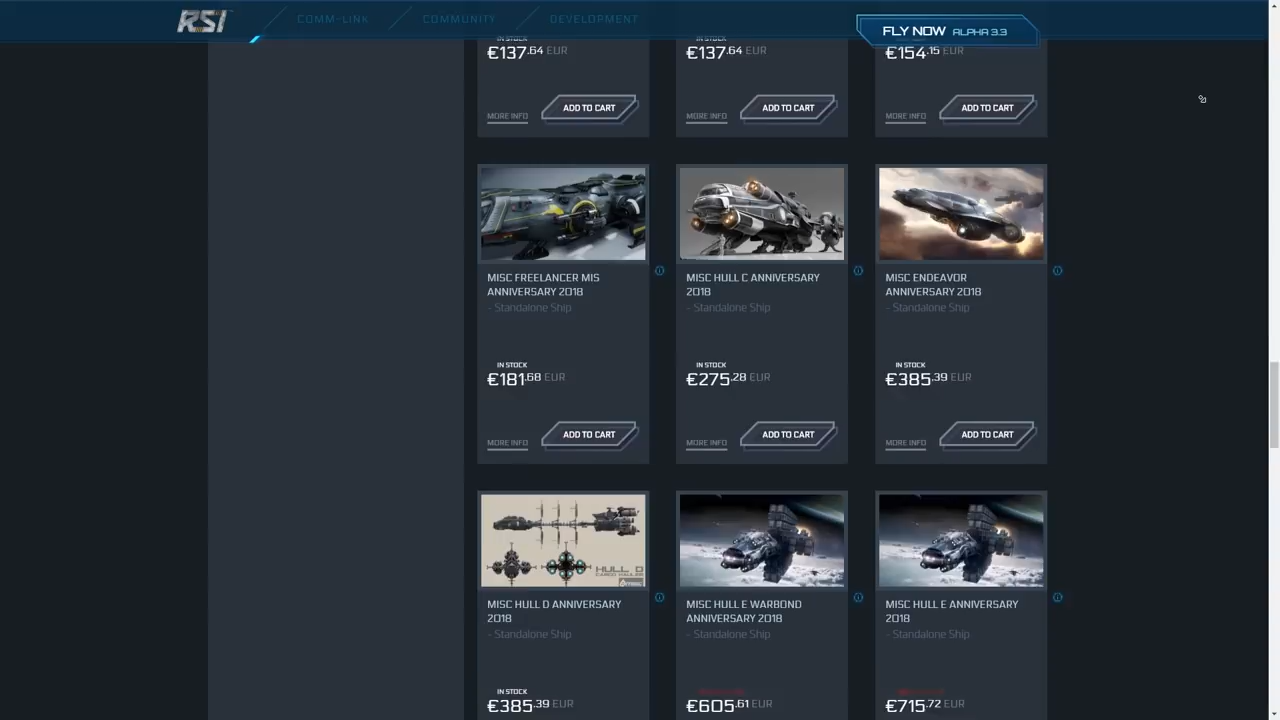 RSI
COMM-LINK
COMMUNITY
DEVELOPMENT
FLY NOW ALPHA 3.3
€137.64 EUR
€137.64 EUR
€154.15 EUR
MORE INFO
ADD TO CART
MORE INFO
ADD TO CART
MORE INFO
ADD TO CART
MISC FREELANCER MIS
ANNIVERSARY 2018
- Standalone Ship
IN STOCK
€181.68 EUR
MORE INFO
ADD TO CART
MISC HULL C ANNIVERSARY
2018
- Standalone Ship
IN STOCK
€275.28 EUR
MORE INFO
ADD TO CART
MISC ENDEAVOR
ANNIVERSARY 2018
- Standalone Ship
IN STOCK
€385.39 EUR
MORE INFO
ADD TO CART
HULL D
CARGO HAULER
MISC HULL D ANNIVERSARY
2018
- Standalone Ship
IN STOCK
€385.39 EUR
MISC HULL E WARBOND
ANNIVERSARY 2018
- Standalone Ship
€605.61 EUR
MISC HULL E ANNIVERSARY
2018
- Standalone Ship
€715.72 EUR